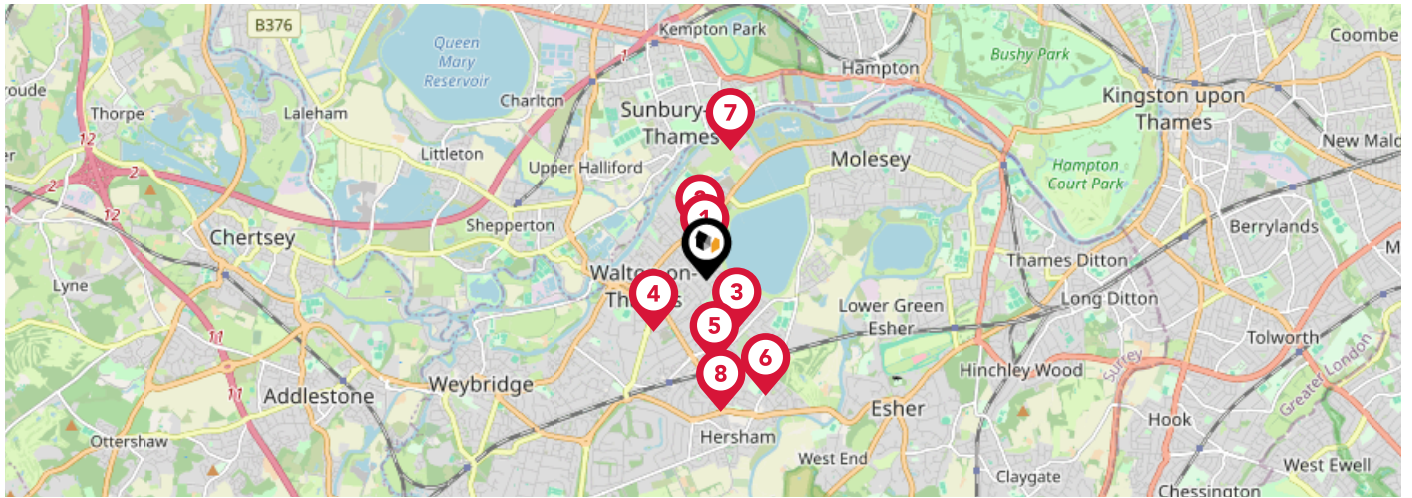 B376
Kempton Park
Coombe
Queen
Mary
Reservoir
1
Bushy Park
Hampton
oude
Thorpe
Laleham
Charlton
Sunbury-
Thames
7
Kingston upon
Thames
12
New Mald
er
Littleton
Upper Halliford
Molesey
Hampton
Court Park
2
2
12
Shepperton
1
Berrylands
Chertsey
M
Walton-on-
Thames
Thames Ditton
Lyne
4
3
Long Ditton
Lower Green
Esher
5
11
Tolworth
6
Surrey
Greater London
8
Hinchley Wood
Weybridge
11
Addlestone
Esher
Hook
Ottershaw
Hersham
West End
West Ewell
Claygate
Chessington